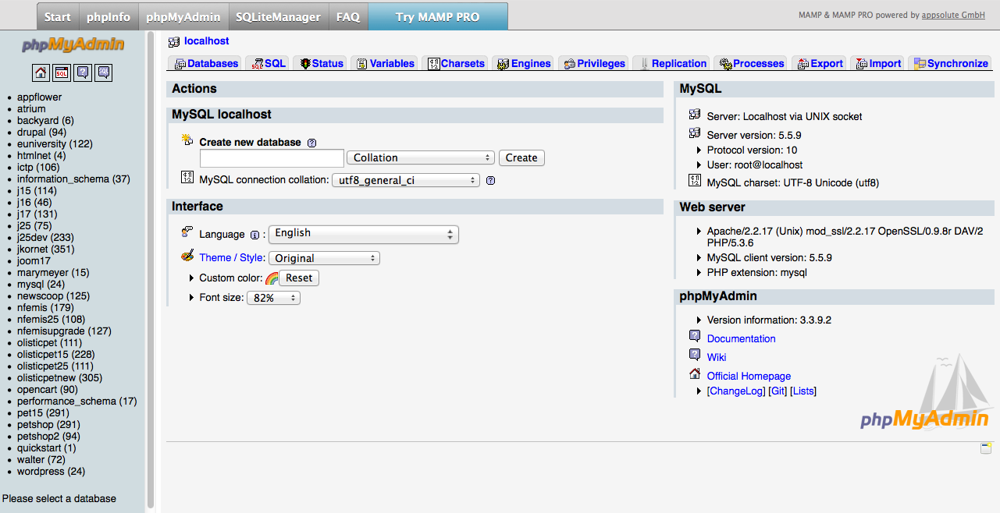 Start phpInfo phpMyAdmin SQLiteManager FAQ Try MAMP PRO
MAMP & MAMP PRO powered by appsolute GmbH
phpMyAdmin
SQL
appflower
atrium
backyard (6)
drupal (94)
euniversity (122)
htmlnet (4)
ictp (106)
information_schema (37)
j15 (114)
j16 (46)
j17 (131)
j25 (75)
j25dev (233)
jkornet (351)
joom17
marymeyer (15)
mysql (24)
newscoop (125)
nfemis (179)
nfemis25 (108)
nfemisupgrade (127)
olisticpet (111)
olisticpet15 (228)
olisticpet25 (111)
olisticpetnew (305)
opencart (90)
performance_schema (17)
pet15 (291)
petshop (291)
petshop2 (94)
quickstart (1)
walter (72)
wordpress (24)
Please select a database
localhost
Databases SQL Status Variables Charsets Engines Privileges Replication Processes Export Import Synchronize
Actions
MySQL localhost
Create new database
Collation Create
MySQL connection collation: utf8_general_ci
Interface
Language : English
Theme / Style: Original
Custom color: Reset
Font size: 82%
MySQL
Server: Localhost via UNIX socket
Server version: 5.5.9
Protocol version: 10
User: root@localhost
MySQL charset: UTF-8 Unicode (utf8)
Web server
Apache/2.2.17 (Unix) mod_ssl/2.2.17 OpenSSL/0.9.8r DAV/2
PHP/5.3.6
MySQL client version: 5.5.9
PHP extension: mysql
phpMyAdmin
Version information: 3.3.9.2
Documentation
Wiki
Official Homepage
[ChangeLog] [Git] [Lists]
phpMyAdmin